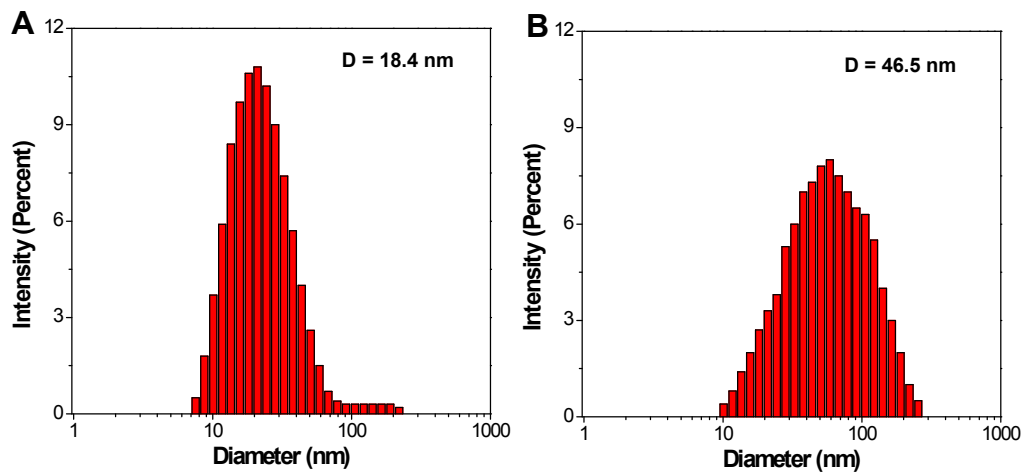 A
D = 18.4 nm
12
9
6
3
0
Intensity (Percent)
1
10
100
1000
Diameter (nm)
B
D = 46.5 nm
12
9
6
3
0
Intensity (Percent)
1
10
100
1000
Diameter (nm)